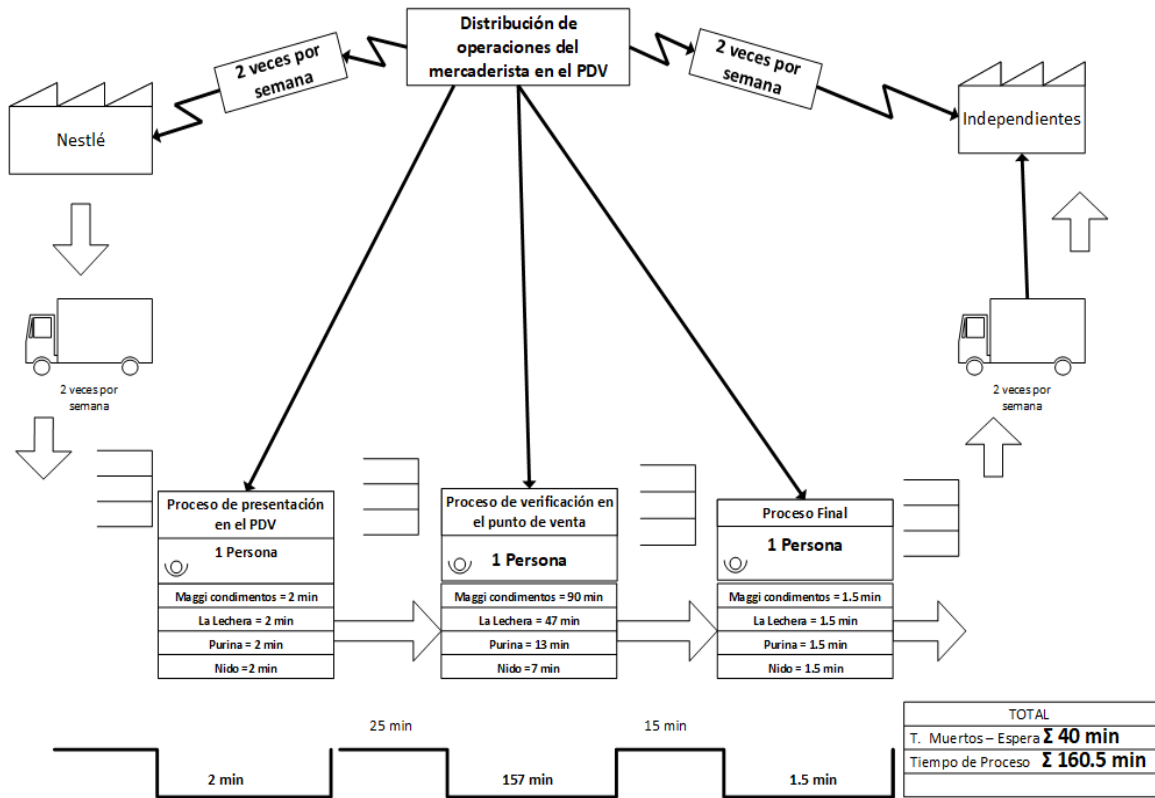 Distribución de
operaciones del
mercaderista en el PDV
2 veces por
semana
2 veces por
semana
Nestlé
Independientes
2 veces por
semana
2 veces por
semana
Proceso de presentación
en el PDV
1 Persona
Maggi condimentos = 2 min
La Lechera = 2 min
Purina = 2 min
Nido =2 min
Proceso de verificación en
el punto de venta
1 Persona
Maggi condimentos = 90 min
La Lechera = 47 min
Purina = 13 min
Nido = 7 min
Proceso Final
1 Persona
Maggi condimentos = 1.5 min
La Lechera = 1.5 min
Purina = 1.5 min
Nido = 1.5 min
25 min
15 min
2 min
157 min
1.5 min
TOTAL
T. Muertos – Espera Σ 40 min
Tiempo de Proceso Σ 160.5 min